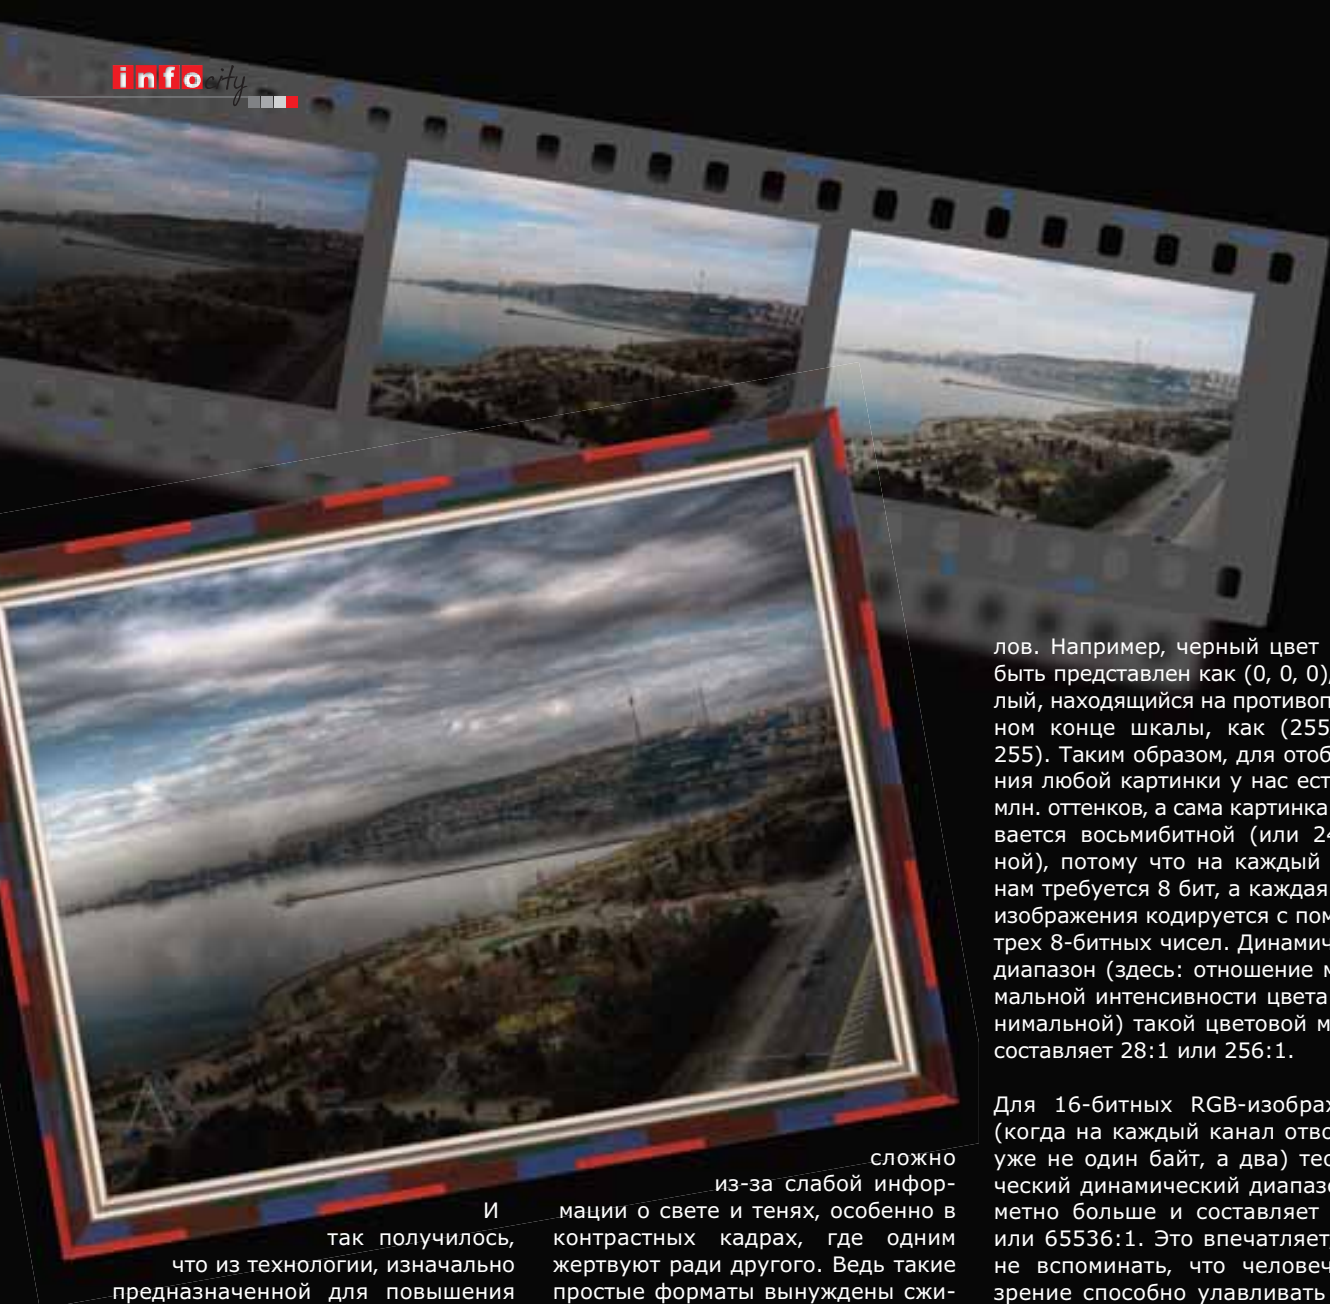 infocity
И
так получилось,
что из технологии, изначально
предназначенной для повышения
сложно
из-за слабой инфор-
мации о свете и тенях, особенно в
контрастных кадрах, где одним
жертвуют ради другого. Ведь такие
простые форматы вынуждены сжи-
лов. Например, черный цвет
быть представлен как (0, 0, 0),
лый, находящийся на противоп
ном конце шкалы, как (255
255). Таким образом, для отоб
ния любой картинки у нас ест
млн. оттенков, а сама картинка
вается восьмибитной (или 24
ной), потому что на каждый
нам требуется 8 бит, а каждая
изображения кодируется с пом
трех 8-битных чисел. Динамич
диапазон (здесь: отношение м
мальной интенсивности цвета
нимальной) такой цветовой м
составляет 28:1 или 256:1.
Для 16-битных RGB-изображ
(когда на каждый канал отво
уже не один байт, а два) тео
ческий динамический диапазо
метно больше и составляет
или 65536:1. Это впечатляет,
не вспоминать, что человеч
зрение способно улавливать